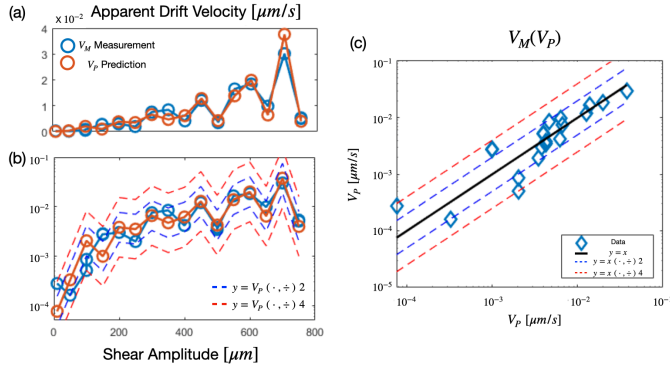 (a)
Apparent Drift Velocity [μm/s]
x 10⁻²
4
3
2
1
0
V_M Measurement
V_P Prediction
(b)
10⁻¹
10⁻²
10⁻³
10⁻⁴
y = V_P ( · , ÷ ) 2
y = V_P ( · , ÷ ) 4
0 200 400 600 800
Shear Amplitude [μm]
(c)
V_M(V_P)
10⁻¹
10⁻²
10⁻³
10⁻⁴
10⁻⁵
V_P [μm/s]
Data
y = x
y = x ( · , ÷ ) 2
y = x ( · , ÷ ) 4
10⁻⁴ 10⁻³ 10⁻² 10⁻¹
V_P [μm/s]